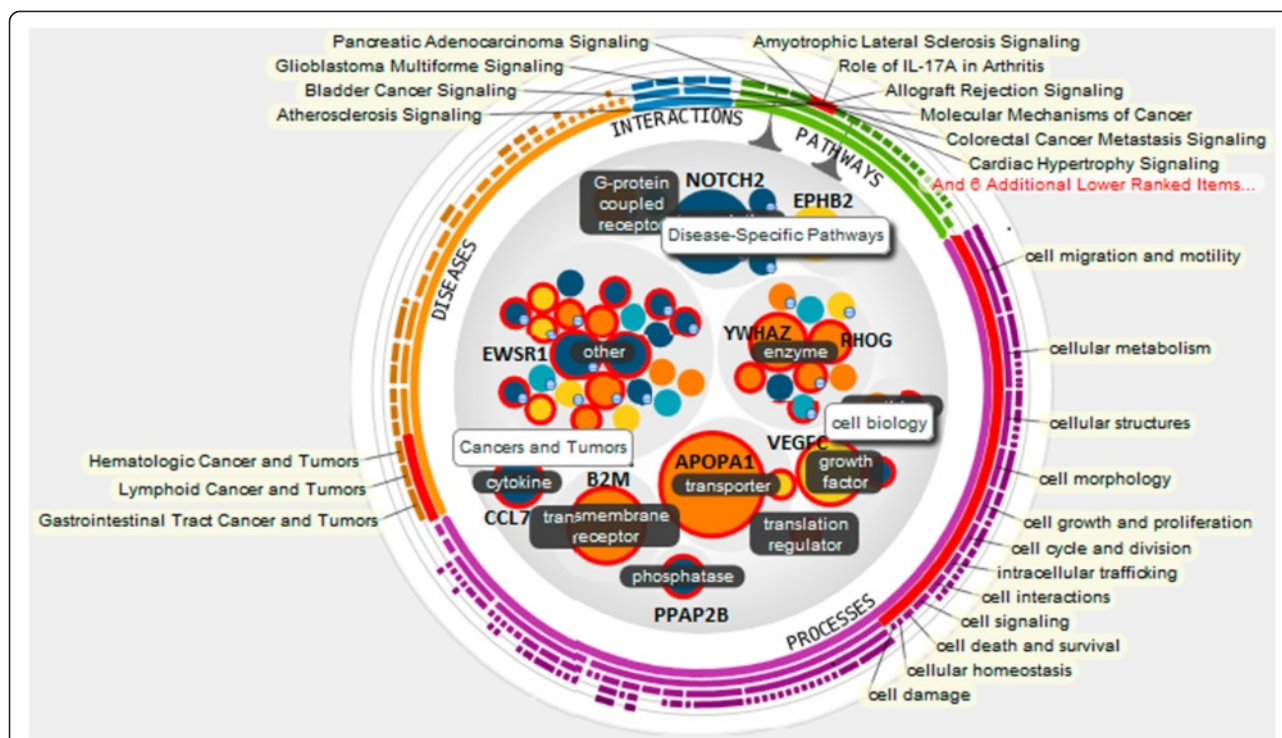 Pancreatic Adenocarcinoma Signaling
Glioblastoma Multiforme Signaling
Bladder Cancer Signaling
Atherosclerosis Signaling
Amyotrophic Lateral Sclerosis Signaling
Role of IL-17A in Arthritis
Allograft Rejection Signaling
Molecular Mechanisms of Cancer
Colorectal Cancer Metastasis Signaling
Cardiac Hypertrophy Signaling
And 6 Additional Lower Ranked Items...
INTERACTIONS
PATHWAYS
DISEASES
PROCESSES
G-protein
coupled
receptor
NOTCH2
EPHB2
Disease-Specific Pathways
EWSR1
other
YWHAZ
RHOG
enzyme
cell biology
Cancers and Tumors
cytokine
CCL7
B2M
transmembrane
receptor
APOPA1
transporter
VEGFC
growth
factor
translation
regulator
phosphatase
PPAP2B
cell migration and motility
cellular metabolism
cellular structures
cell morphology
cell growth and proliferation
cell cycle and division
intracellular trafficking
cell interactions
cell signaling
cell death and survival
cellular homeostasis
cell damage
Hematologic Cancer and Tumors
Lymphoid Cancer and Tumors
Gastrointestinal Tract Cancer and Tumors